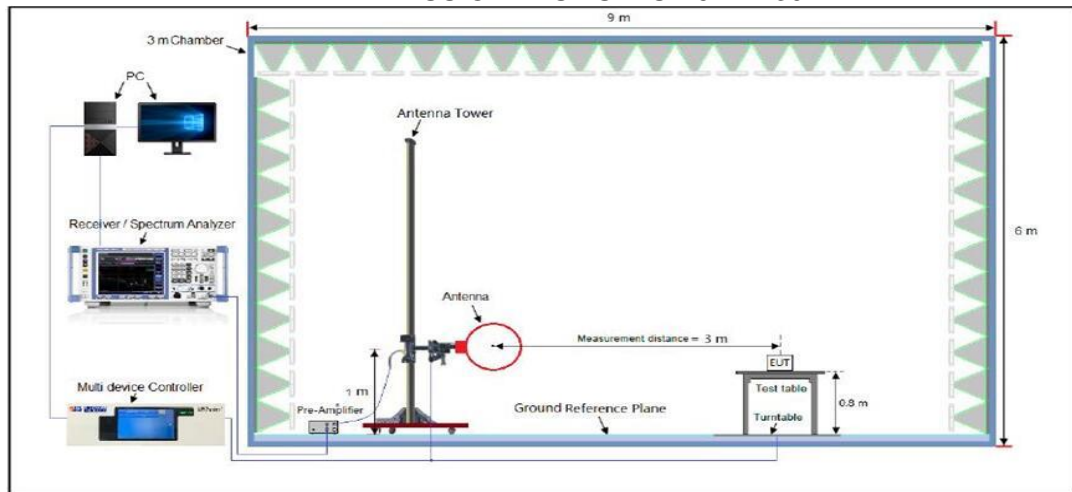 9 m
3 m Chamber
PC
Antenna Tower
Receiver / Spectrum Analyzer
6 m
Antenna
Measurement distance = 3 m
EUT
Multi device Controller
1 m
Test table
0.8 m
Pre-Amplifier
Ground Reference Plane
Turntable